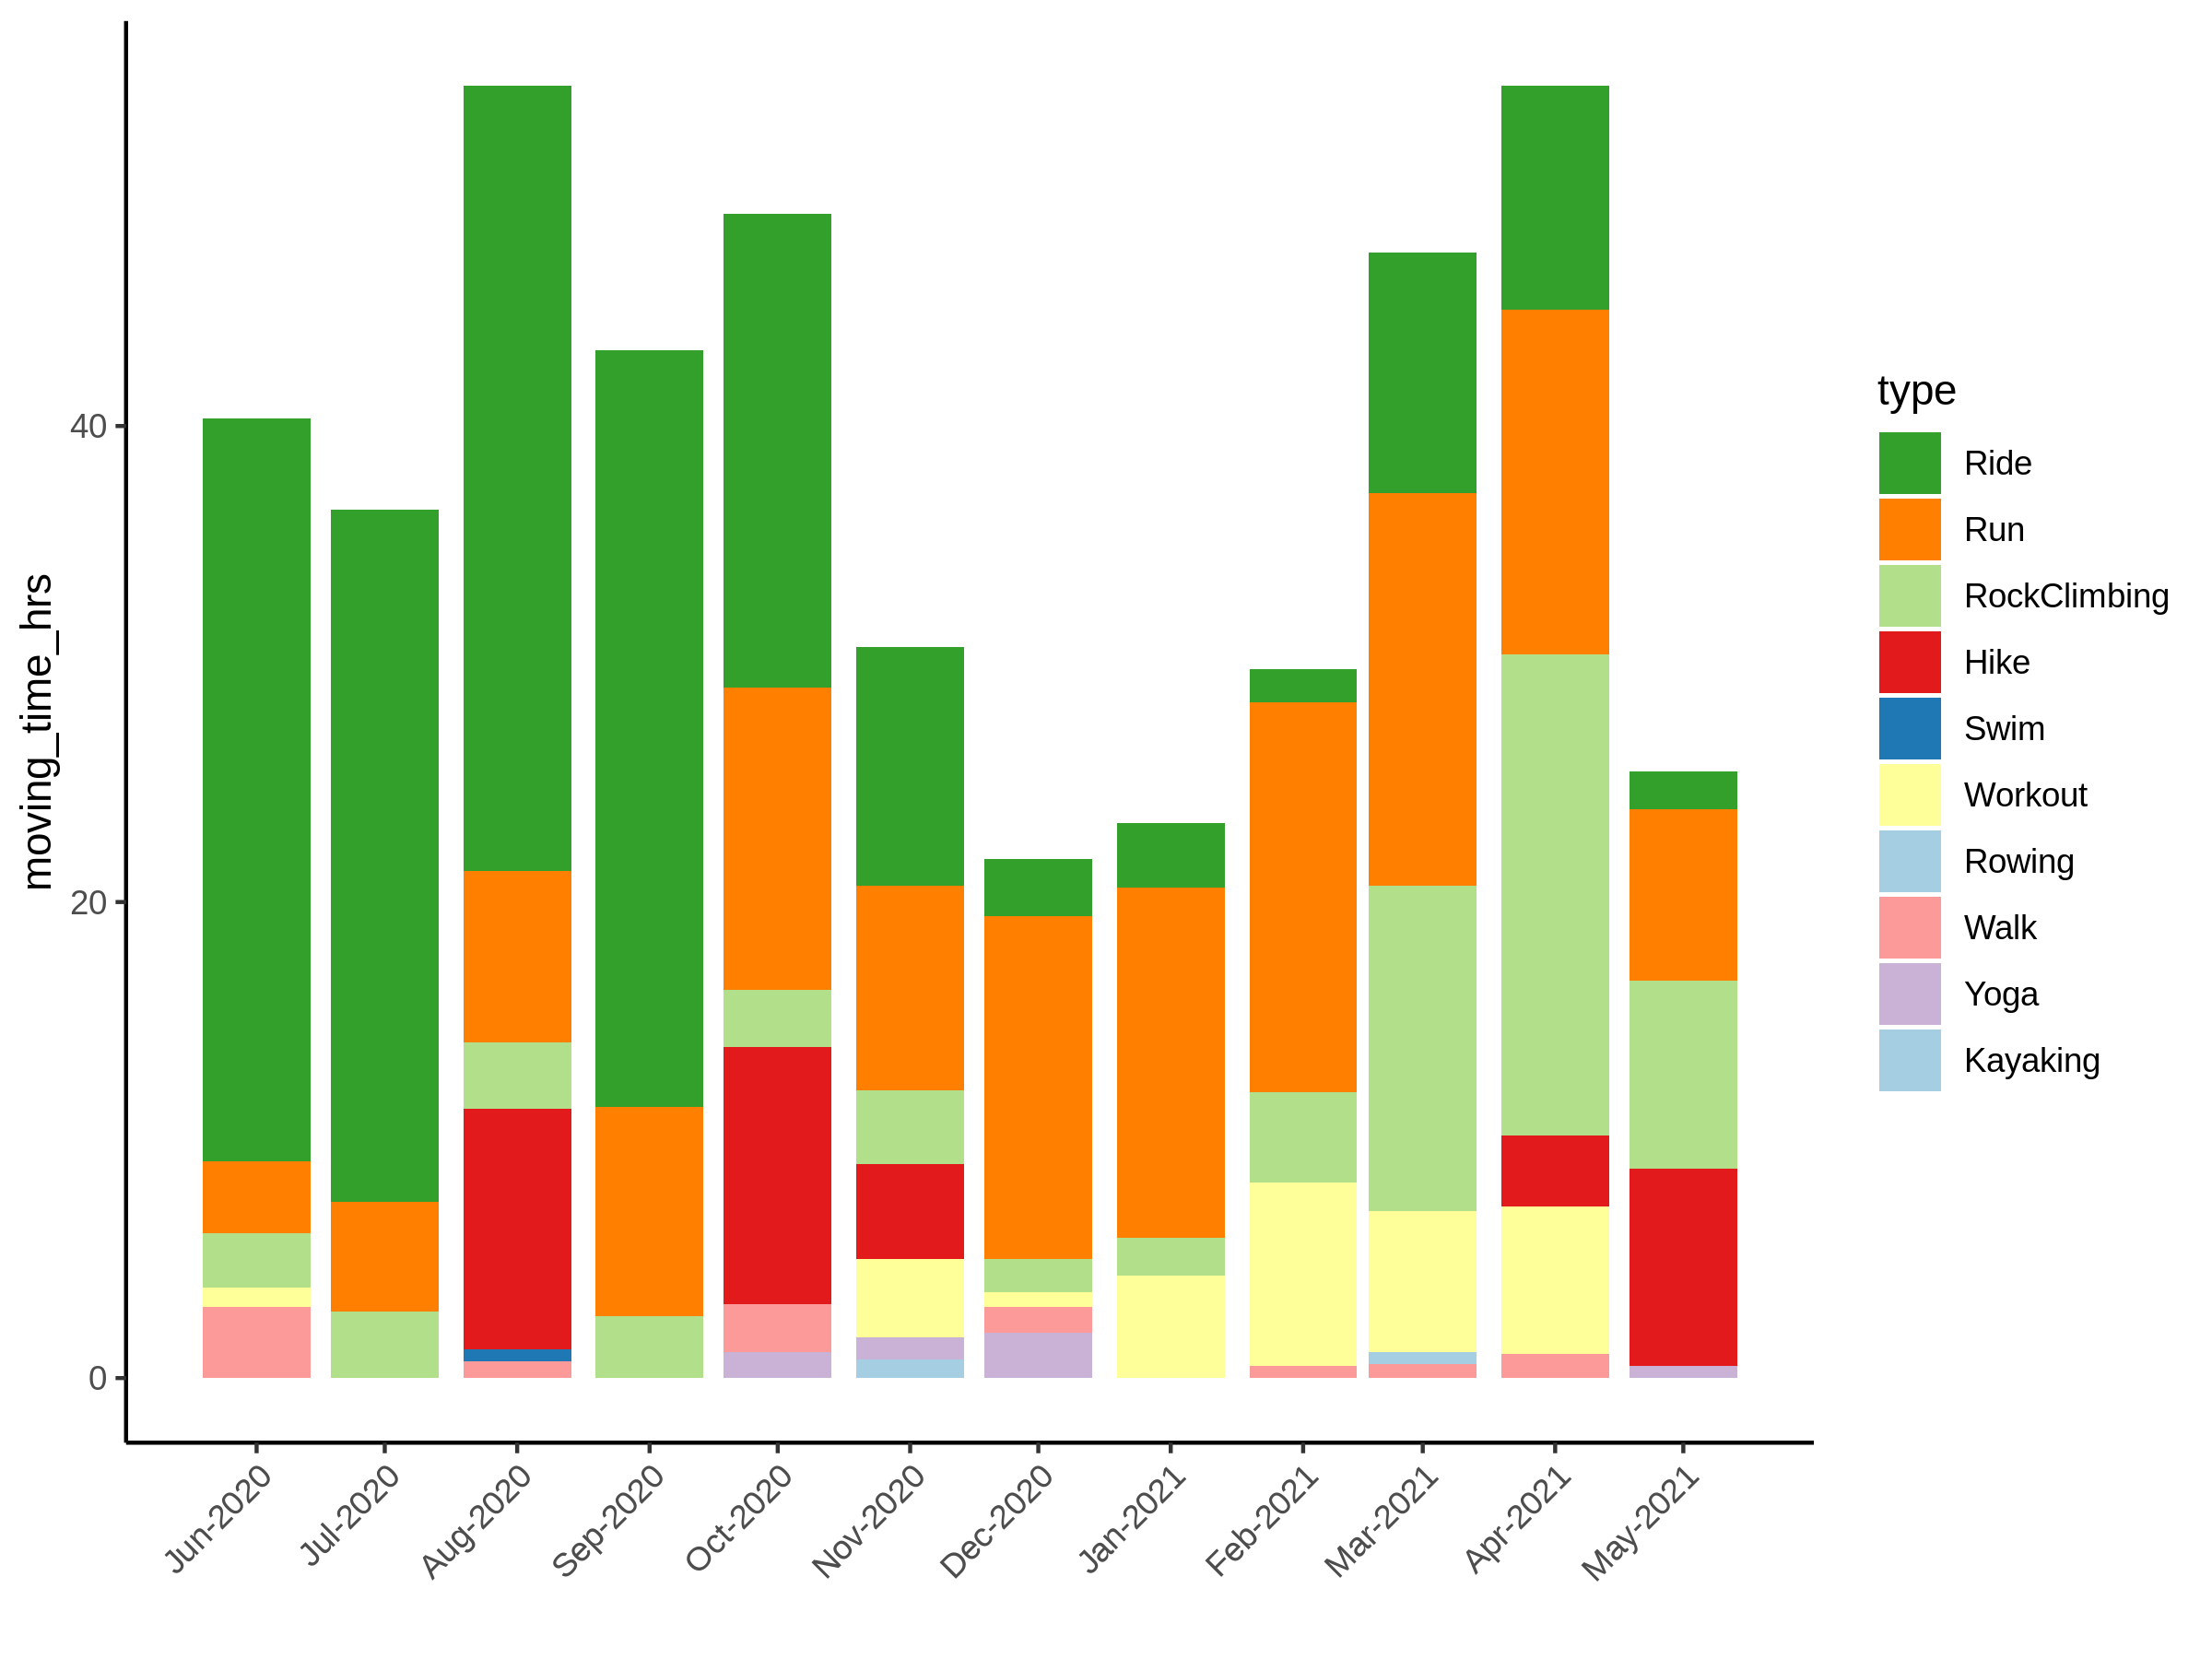 moving_time_hrs
40
20
0
Jun-2020
Jul-2020
Aug-2020
Sep-2020
Oct-2020
Nov-2020
Dec-2020
Jan-2021
Feb-2021
Mar-2021
Apr-2021
May-2021
type
Ride
Run
RockClimbing
Hike
Swim
Workout
Rowing
Walk
Yoga
Kayaking